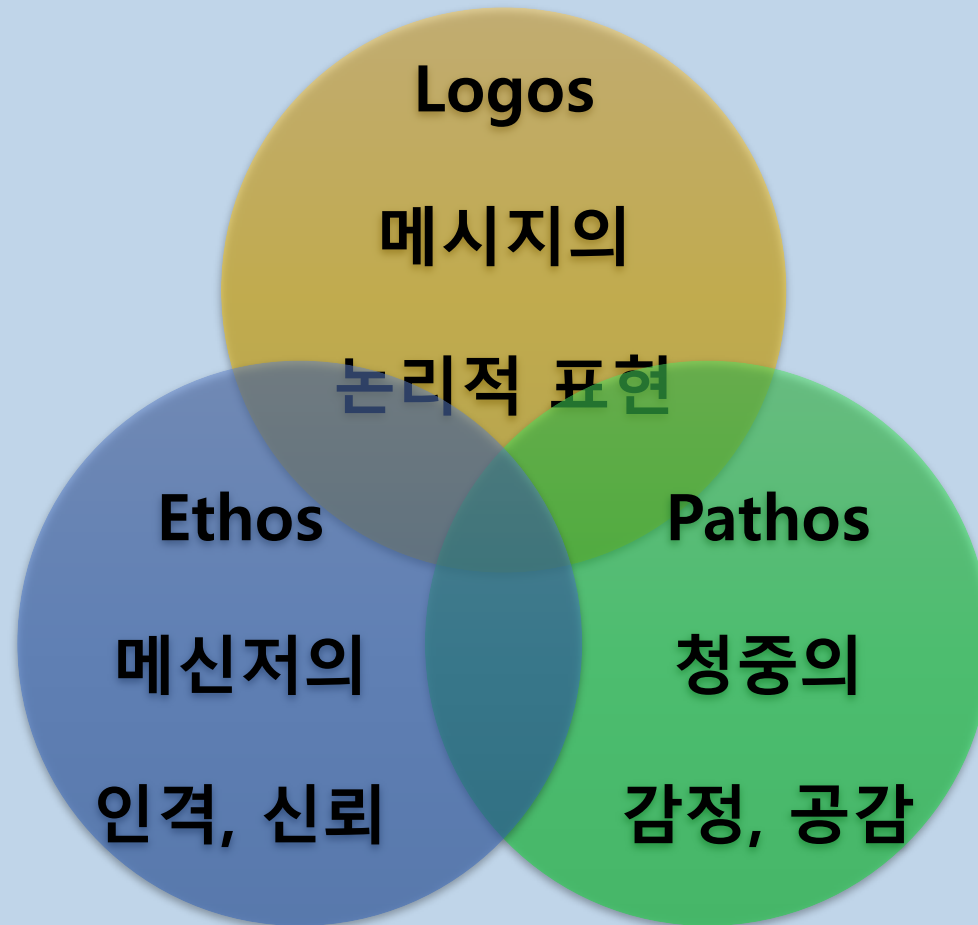 Logos
메시지의
논리적 표현
Ethos
메신저의
인격, 신뢰
Pathos
청중의
감정, 공감